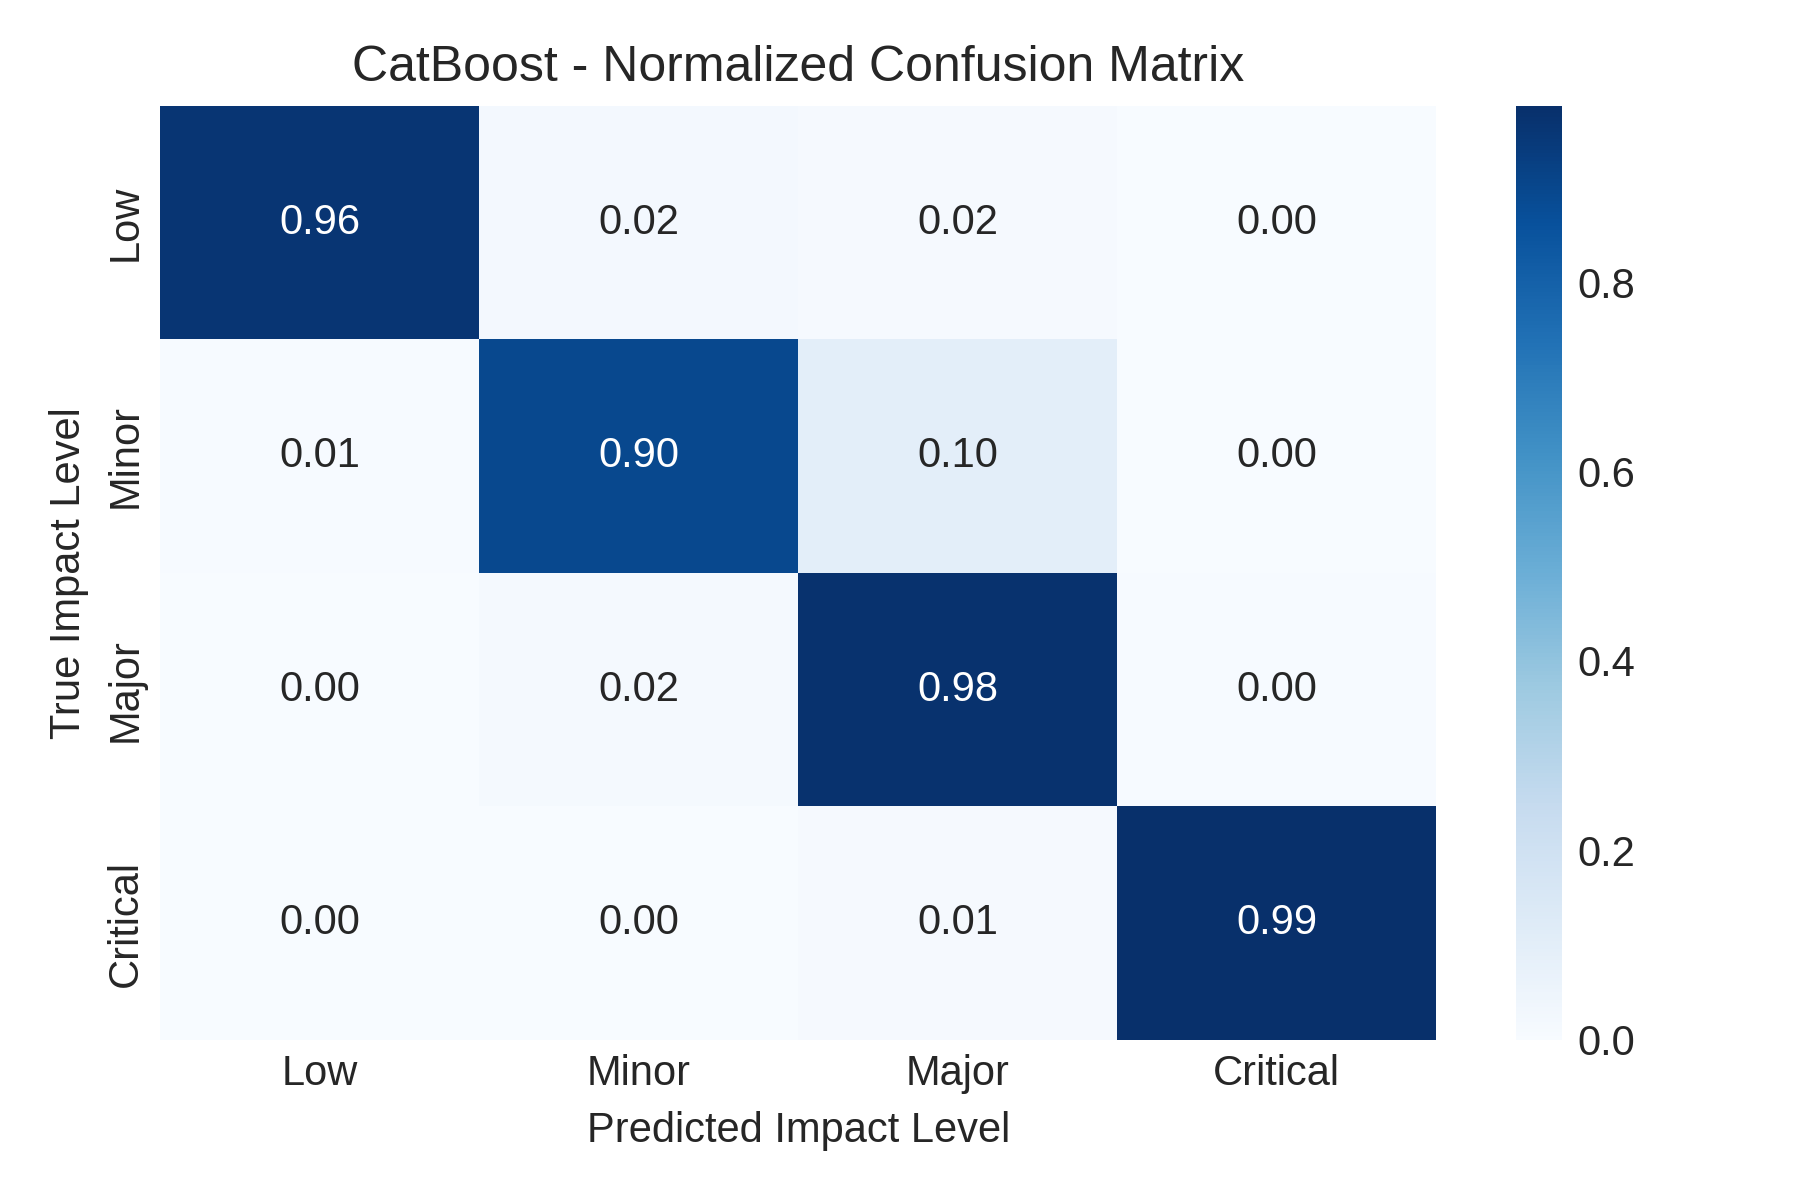 CatBoost - Normalized Confusion Matrix
True Impact Level
Low
0.96 0.02 0.02 0.00
Minor
0.01 0.90 0.10 0.00
Major
0.00 0.02 0.98 0.00
Critical
0.00 0.00 0.01 0.99
Low Minor Major Critical
Predicted Impact Level
0.8
0.6
0.4
0.2
0.0